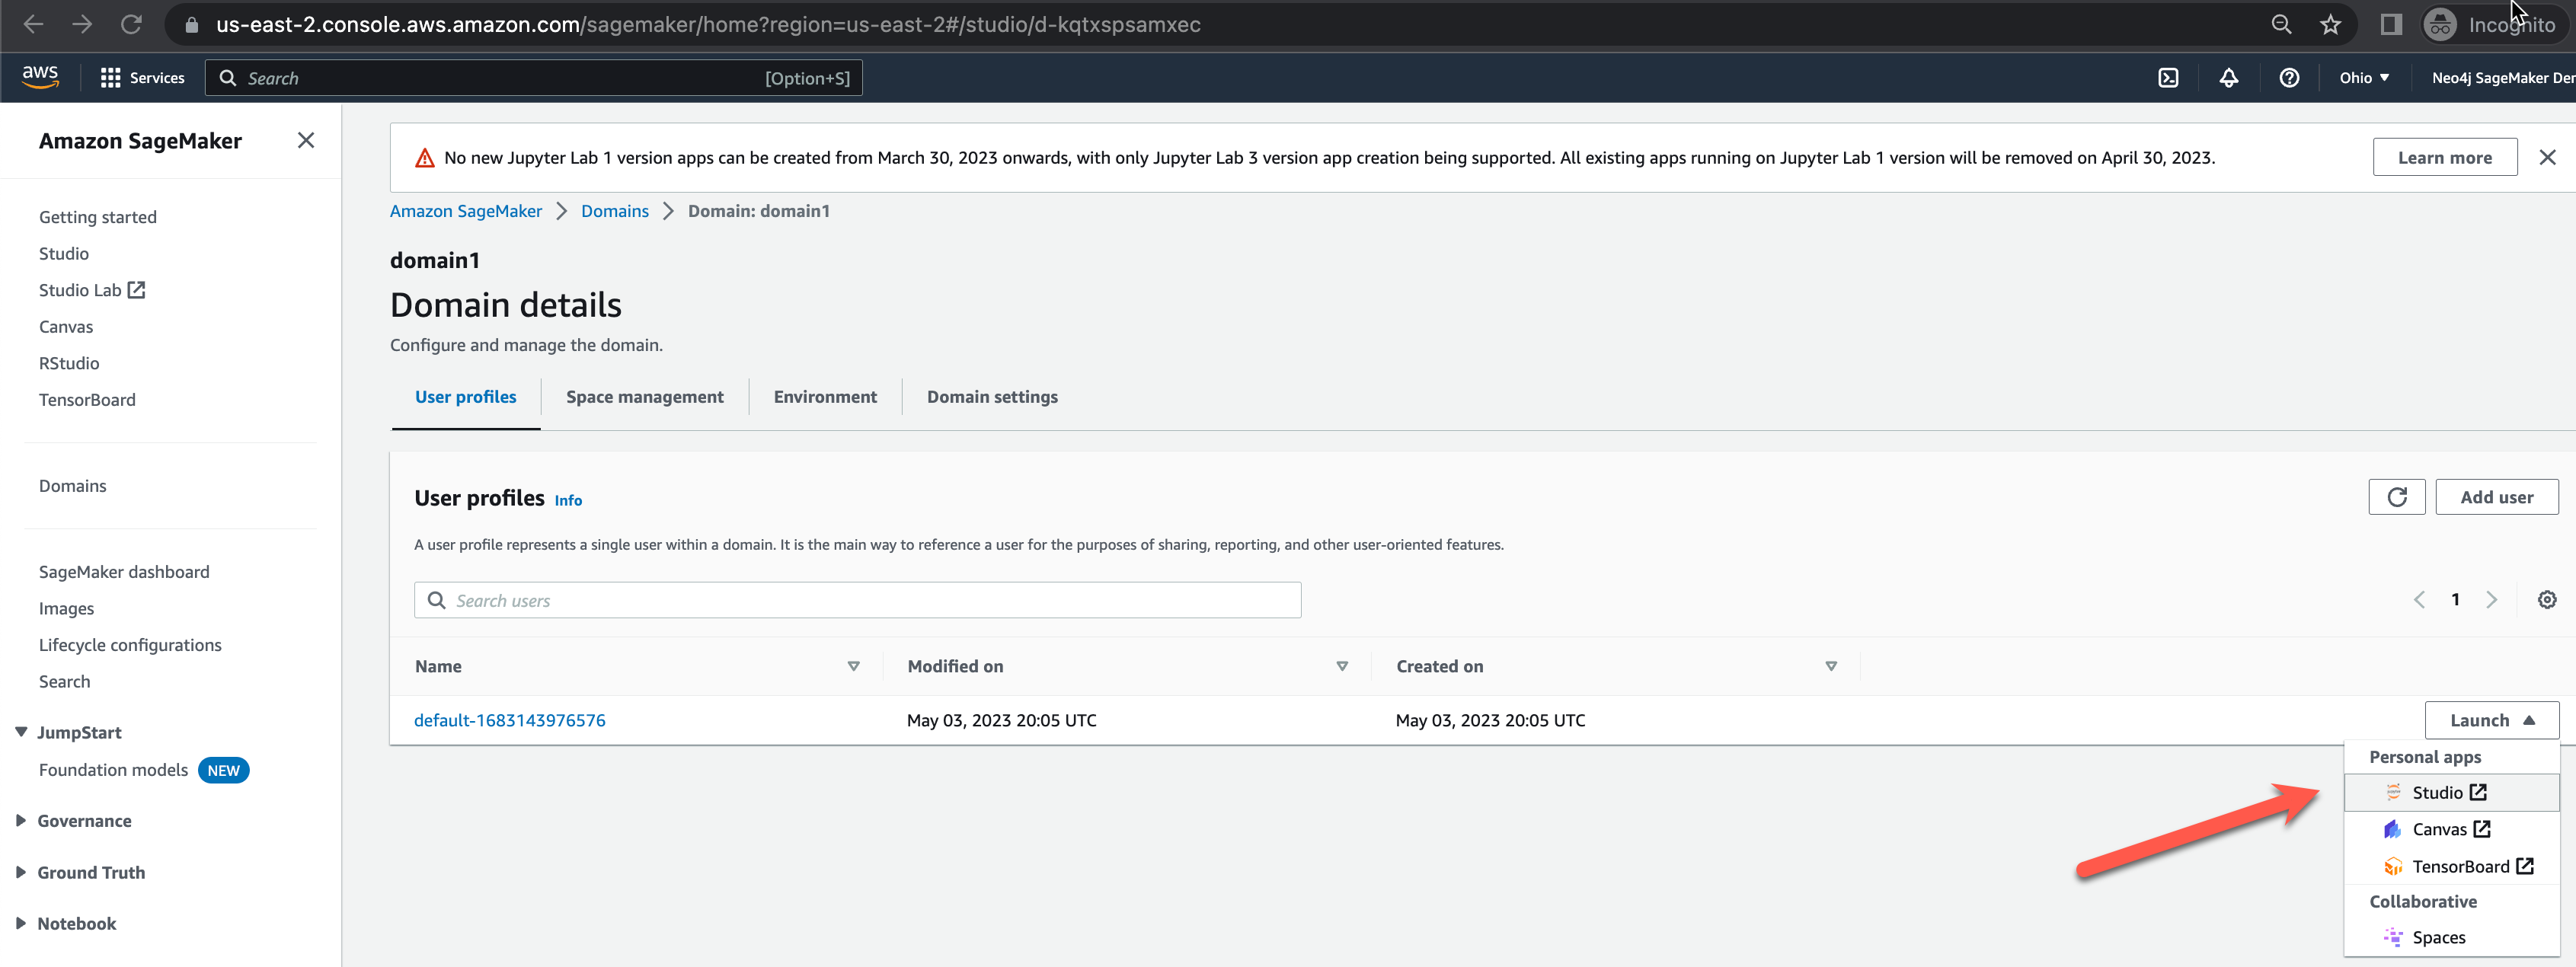 us-east-2.console.aws.amazon.com/sagemaker/home?region=us-east-2#/studio/d-kqtxspsamxec
Incognito
aws
Services
Search
[Option+S]
Ohio
Neo4j SageMaker Der
Amazon SageMaker
Getting started
Studio
Studio Lab
Canvas
RStudio
TensorBoard
Domains
SageMaker dashboard
Images
Lifecycle configurations
Search
JumpStart
Foundation models NEW
Governance
Ground Truth
Notebook
No new Jupyter Lab 1 version apps can be created from March 30, 2023 onwards, with only Jupyter Lab 3 version app creation being supported. All existing apps running on Jupyter Lab 1 version will be removed on April 30, 2023.
Learn more
Amazon SageMaker > Domains > Domain: domain1
domain1
Domain details
Configure and manage the domain.
User profiles
Space management
Environment
Domain settings
User profiles Info
Add user
A user profile represents a single user within a domain. It is the main way to reference a user for the purposes of sharing, reporting, and other user-oriented features.
Search users
1
Name
Modified on
Created on
default-1683143976576
May 03, 2023 20:05 UTC
May 03, 2023 20:05 UTC
Launch
Personal apps
Studio
Canvas
TensorBoard
Collaborative
Spaces